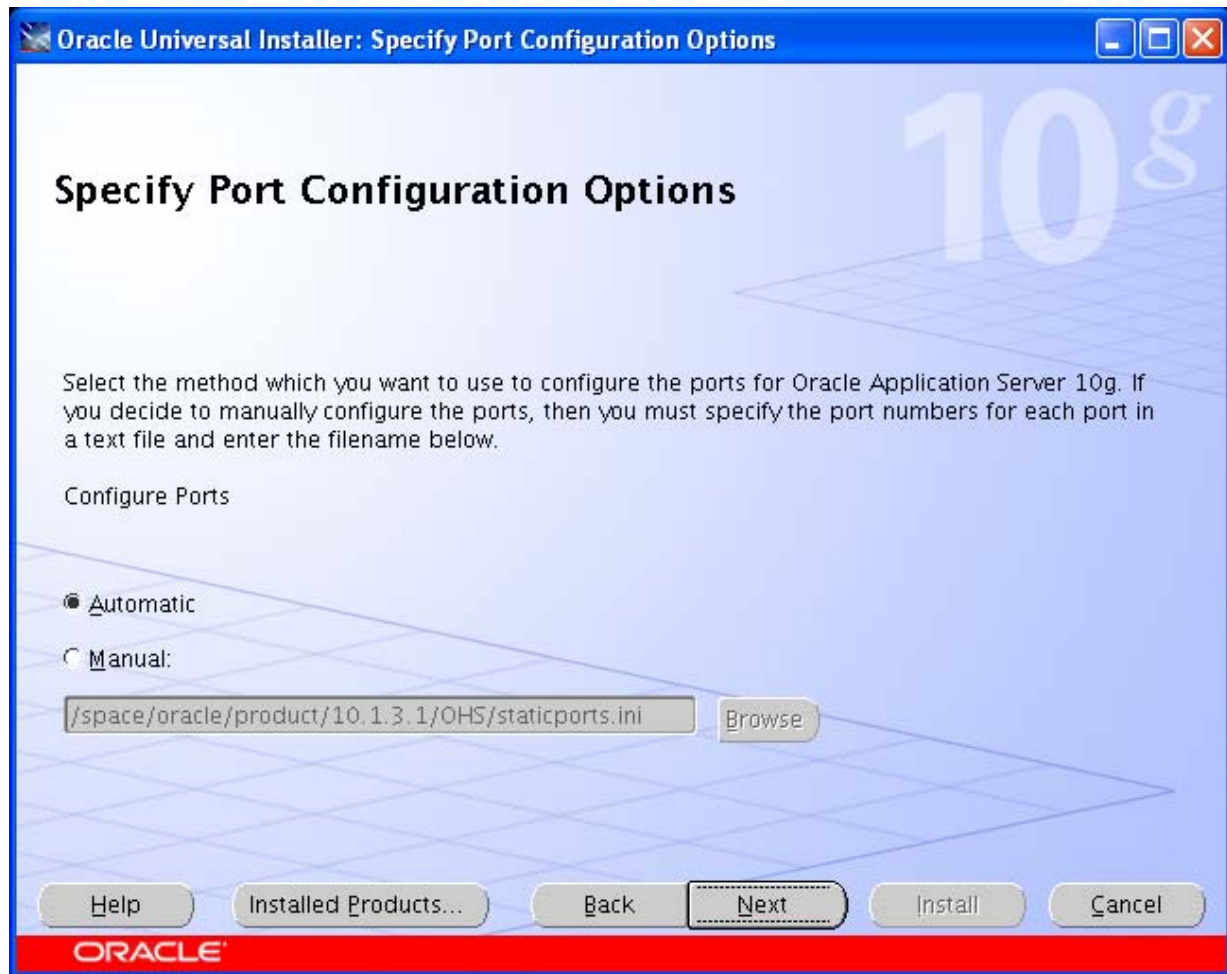 Oracle Universal Installer: Specify Port Configuration Options
10g
Specify Port Configuration Options
Select the method which you want to use to configure the ports for Oracle Application Server 10g. If
you decide to manually configure the ports, then you must specify the port numbers for each port in
a text file and enter the filename below.
Configure Ports
Automatic
Manual:
/space/oracle/product/10.1.3.1/OHS/staticports.ini
Browse
Help
Installed Products...
Back
Next
Install
Cancel
ORACLE